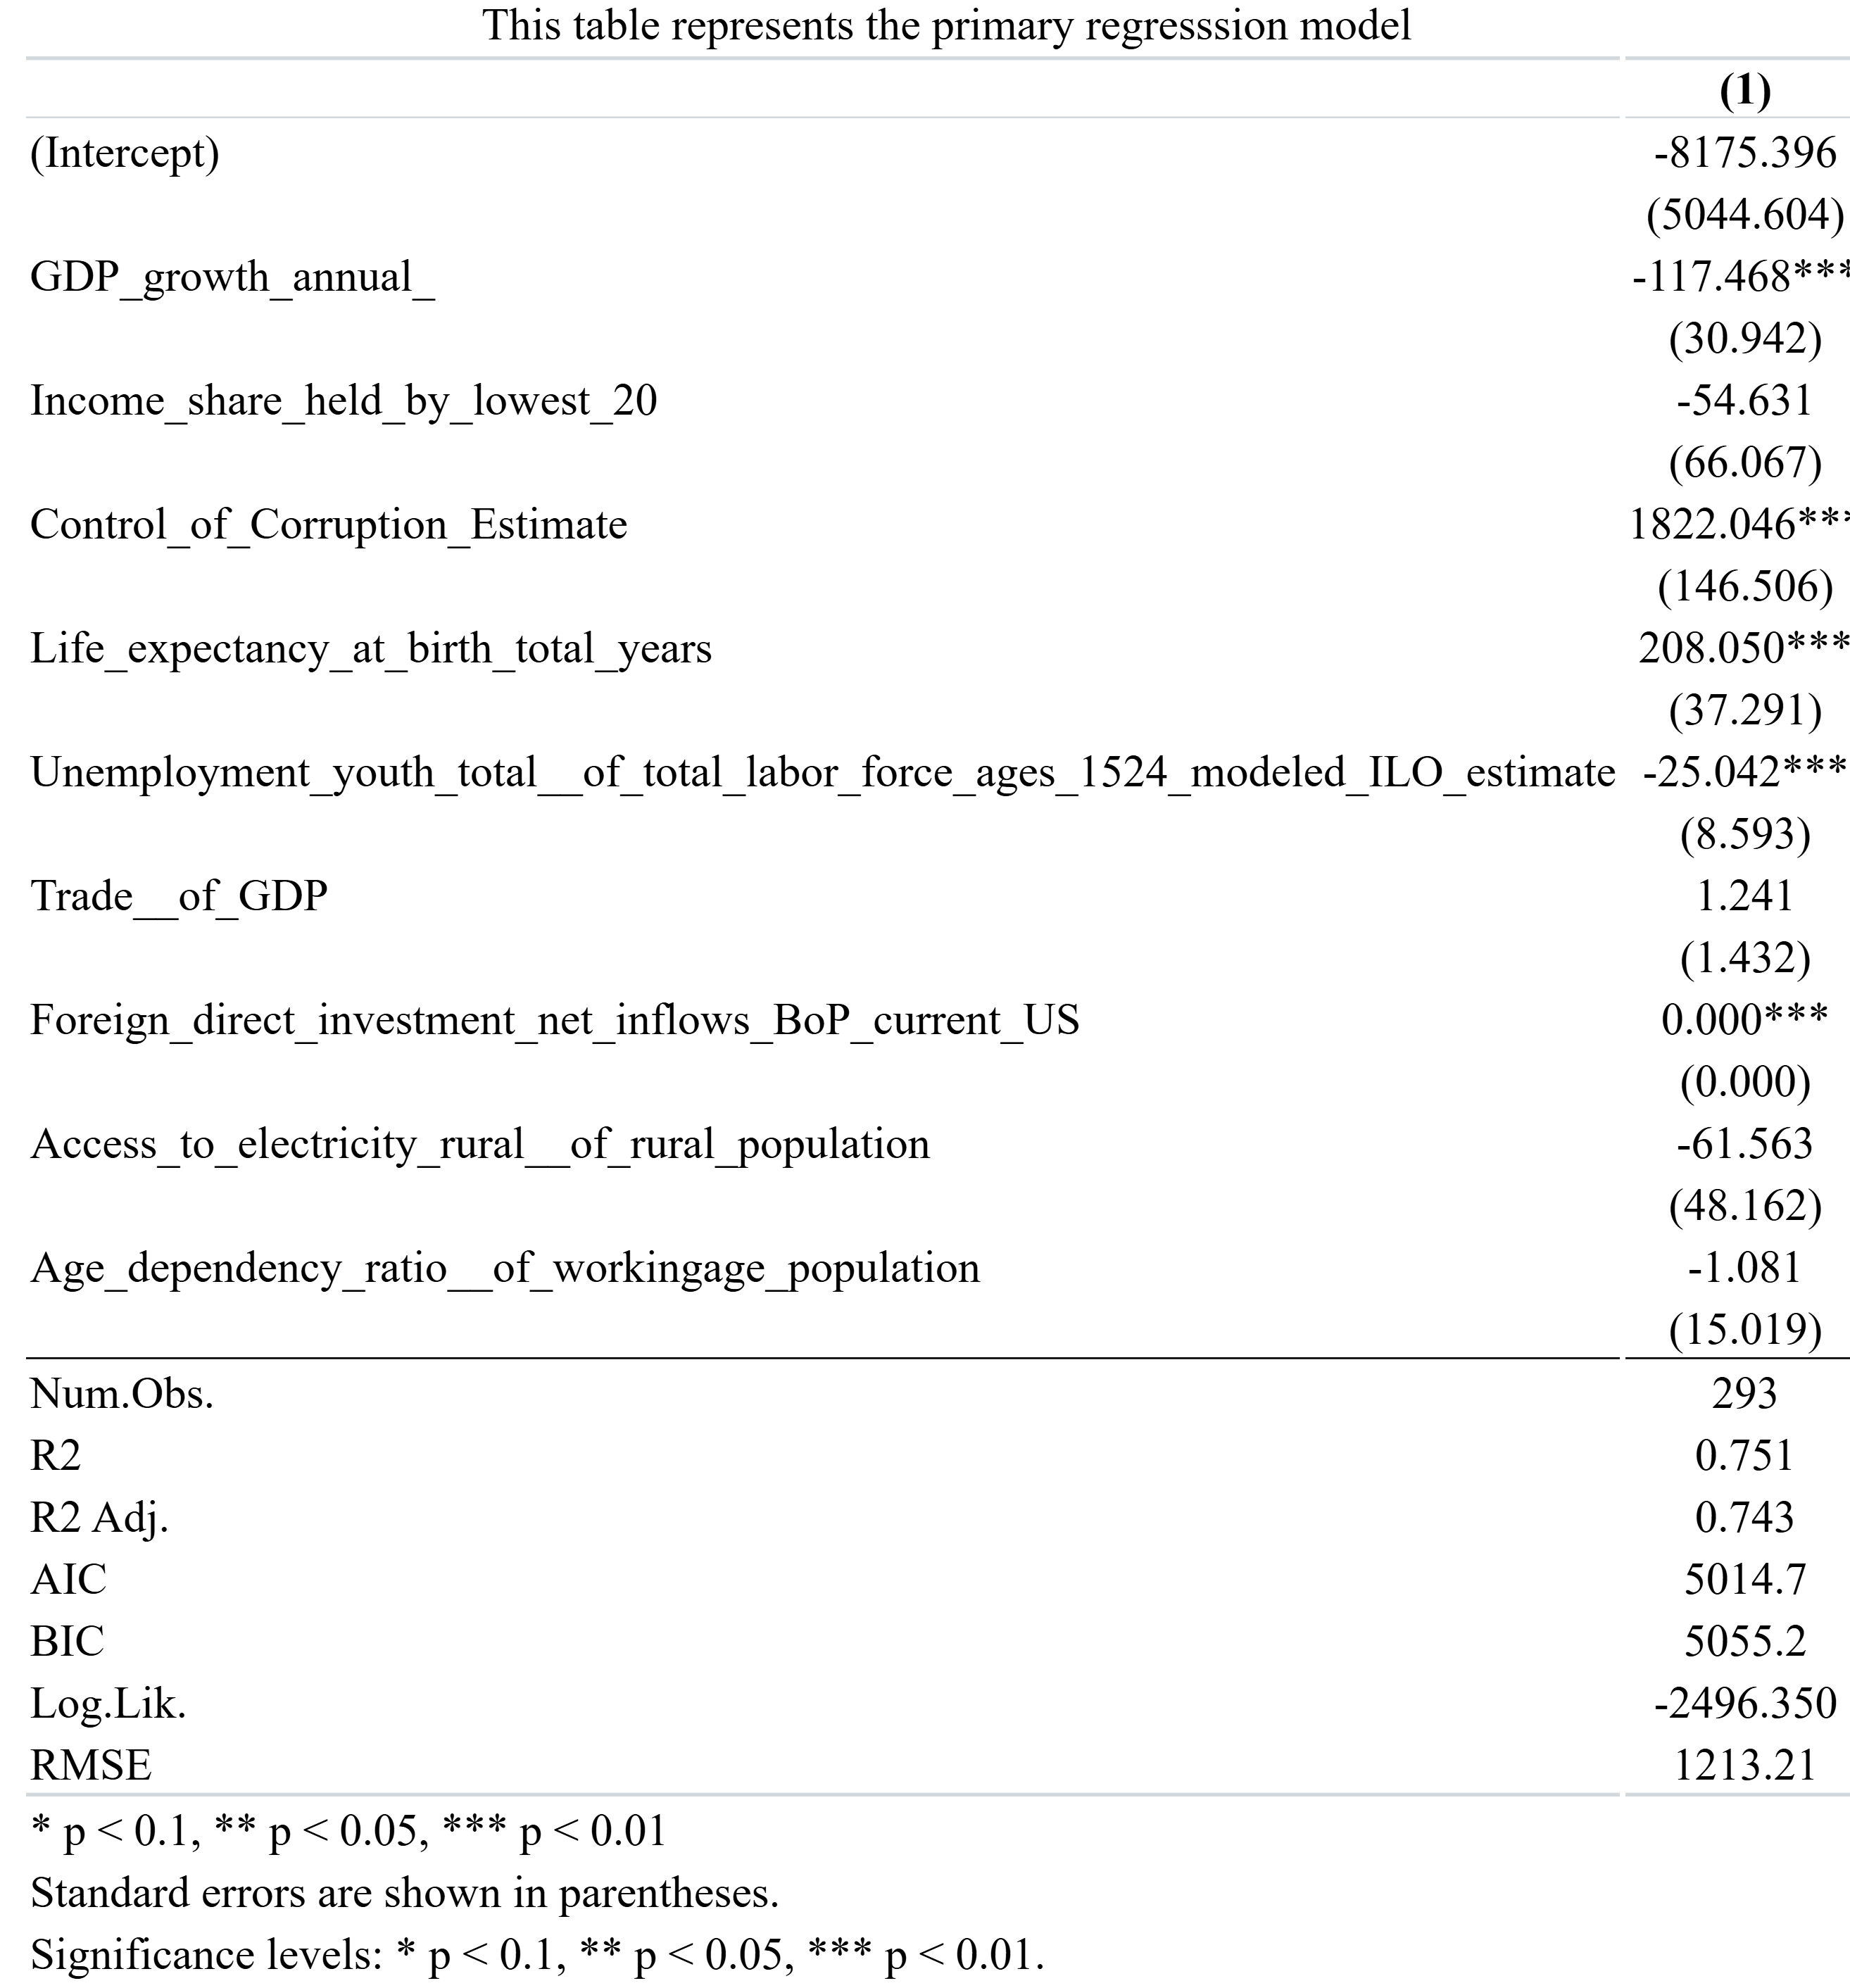 This table represents the primary regresssion model
(1)
(Intercept) -8175.396
(5044.604)
GDP_growth_annual_ -117.468***
(30.942)
Income_share_held_by_lowest_20 -54.631
(66.067)
Control_of_Corruption_Estimate 1822.046***
(146.506)
Life_expectancy_at_birth_total_years 208.050***
(37.291)
Unemployment_youth_total__of_total_labor_force_ages_1524_modeled_ILO_estimate -25.042***
(8.593)
Trade__of_GDP 1.241
(1.432)
Foreign_direct_investment_net_inflows_BoP_current_US 0.000***
(0.000)
Access_to_electricity_rural__of_rural_population -61.563
(48.162)
Age_dependency_ratio__of_workingage_population -1.081
(15.019)
Num.Obs. 293
R2 0.751
R2 Adj. 0.743
AIC 5014.7
BIC 5055.2
Log.Lik. -2496.350
RMSE 1213.21
* p < 0.1, ** p < 0.05, *** p < 0.01
Standard errors are shown in parentheses.
Significance levels: * p < 0.1, ** p < 0.05, *** p < 0.01.